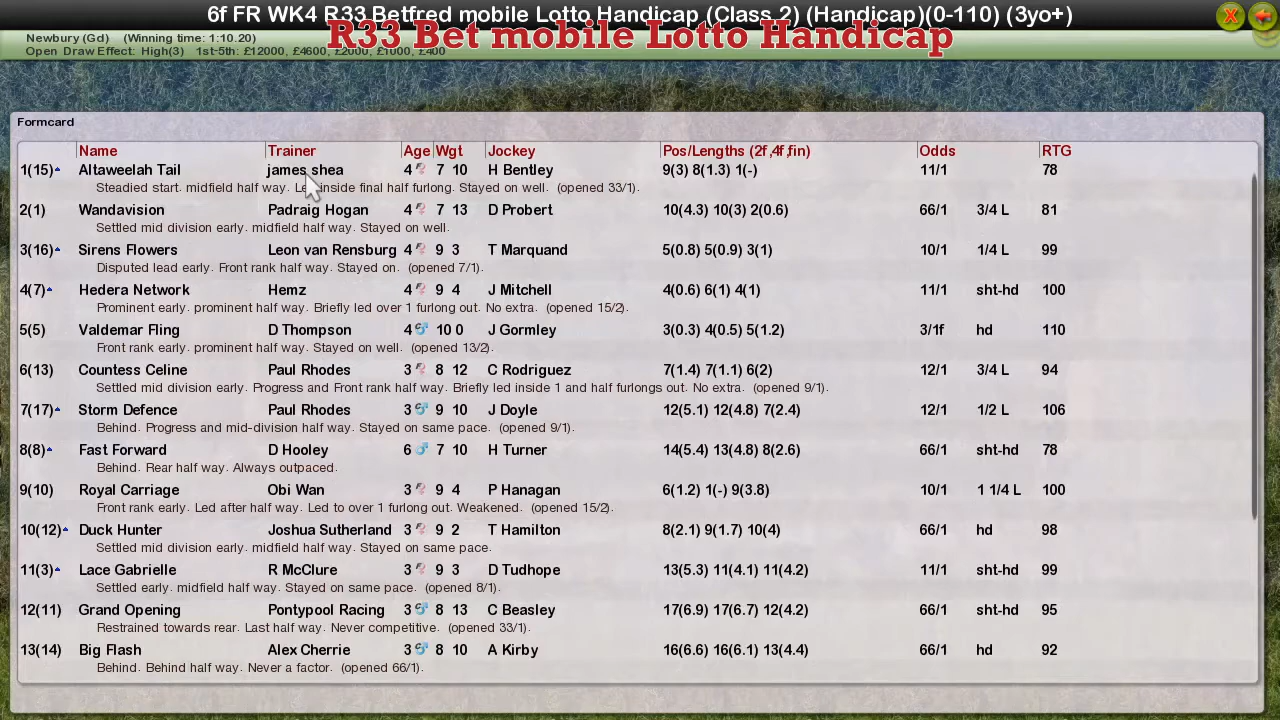 6f FR WK4 R33 Betfred mobile Lotto Handicap (Class 2) (Handicap)(0-110) (3yo+)
R33 Bet mobile Lotto Handicap
Newbury (Gd) (Winning time: 1:10.20)
Open Draw Effect: High(3) 1st-5th: £12000, £4600, £2000, £1000, £400
Formcard
Name Trainer Age Wgt Jockey Pos/Lengths (2f,4f,fin) Odds RTG
1(15) Altaweelah Tail james shea 4 7 10 H Bentley 9(3) 8(1.3) 1(-) 11/1 78
Steadied start. midfield half way. inside final half furlong. Stayed on well. (opened 33/1).
2(1) Wandavision Padraig Hogan 4 7 13 D Probert 10(4.3) 10(3) 2(0.6) 66/1 3/4 L 81
Settled mid division early. midfield half way. Stayed on well.
3(16) Sirens Flowers Leon van Rensburg 4 9 3 T Marquand 5(0.8) 5(0.9) 3(1) 10/1 1/4 L 99
Disputed lead early. Front rank half way. Stayed on. (opened 7/1).
4(7) Hedera Network Hemz 4 9 4 J Mitchell 4(0.6) 6(1) 4(1) 11/1 sht-hd 100
Prominent early. prominent half way. Briefly led over 1 furlong out. No extra. (opened 15/2).
5(5) Valdemar Fling D Thompson 4 10 0 J Gormley 3(0.3) 4(0.5) 5(1.2) 3/1f hd 110
Front rank early. prominent half way. Stayed on well. (opened 13/2).
6(13) Countess Celine Paul Rhodes 3 8 12 C Rodriguez 7(1.4) 7(1.1) 6(2) 12/1 3/4 L 94
Settled mid division early. Progress and Front rank half way. Briefly led inside 1 and half furlongs out. No extra. (opened 9/1).
7(17) Storm Defence Paul Rhodes 3 9 10 J Doyle 12(5.1) 12(4.8) 7(2.4) 12/1 1/2 L 106
Behind. Progress and mid-division half way. Stayed on same pace. (opened 9/1).
8(8) Fast Forward D Hooley 6 7 10 H Turner 14(5.4) 13(4.8) 8(2.6) 66/1 sht-hd 78
Behind. Rear half way. Always outpaced.
9(10) Royal Carriage Obi Wan 3 9 4 P Hanagan 6(1.2) 1(-) 9(3.8) 10/1 1 1/4 L 100
Front rank early. Led after half way. Led to over 1 furlong out. Weakened. (opened 15/2).
10(12) Duck Hunter Joshua Sutherland 3 9 2 T Hamilton 8(2.1) 9(1.7) 10(4) 66/1 hd 98
Settled mid division early. midfield half way. Stayed on same pace.
11(3) Lace Gabrielle R McClure 3 9 3 D Tudhope 13(5.3) 11(4.1) 11(4.2) 11/1 sht-hd 99
Settled early. midfield half way. Stayed on same pace. (opened 8/1).
12(11) Grand Opening Pontypool Racing 3 8 13 C Beasley 17(6.9) 17(6.7) 12(4.2) 66/1 sht-hd 95
Restrained towards rear. Last half way. Never competitive. (opened 33/1).
13(14) Big Flash Alex Cherrie 3 8 10 A Kirby 16(6.6) 16(6.1) 13(4.4) 66/1 hd 92
Behind. Behind half way. Never a factor. (opened 66/1).